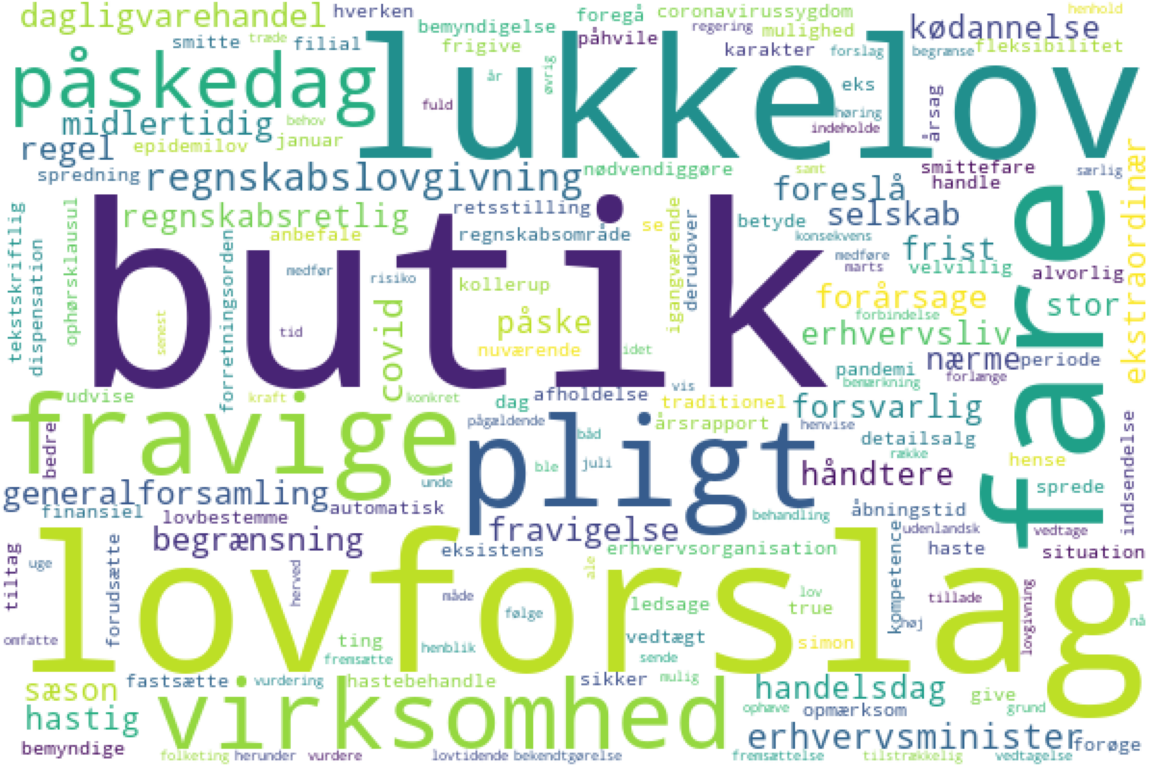 dagligvarehandel hverken bemyndigelse foregå coronavirussygdom henhold
smitte træde filial frigive påhvile regering mulighed kødannelse
påskedag lukkelov karakter forslag begrænse fleksibilitet
år øvrig eks
midlertidig behov fuld høring årsag
regel epidemilov januar indeholde
spredning regnskabslovgivning nødvendiggøre samt smittefare særlig
handle
foreslå
regnskabsretlig retsstilling se betyde selskab
anbefale regnskabsområde konsekvens frist
tekstskriftlig dispensation ophørsklausul forretningsorden medfør risiko igangværende derudover medføre velvillig alvorlig
butik kollerup marts fare ekstraordinær
covid forårsage stor
senest tid påske forbindelse
nuværende idet erhvervsliv
nærme periode
pandemi forlænge
udvise kraft konkret vis bemærkning
dag afholdelse traditionel forsvarlig
fravige pågældende årsrapport henvise
bedre båd detailsalg række indsendelse
pligt hense
unde ble juli håndtere sprede
generalforsamling automatisk
finansiel lovbestemme behandling åbningstid udenlandsk vedtage
begrænsning fravigelse
tiltag uge forudsætte eksistens erhvervsorganisation kompetence haste situation
lovforslag
herved ale lov
måde ledsage true tillade lovgivning
omfatte følge høj nå
ting henblik vedtægt simon
fremsætte sende
sæson fastsætte vurdering hastebehandle mulig sikker handelsdag give
hastig virksomhed ophæve opmærksom grund
bemyndige erhvervsminister forøge
folketing herunder vurdere lovtidende bekendtgørelse fremsættelse tilstrækkelig vedtagelse